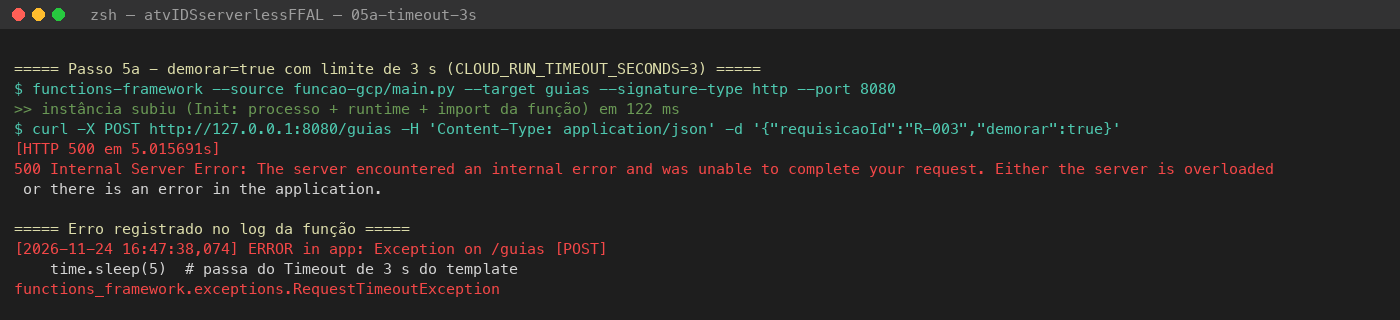 zsh — atvIDSserverlessFFAL — 05a-timeout-3s
===== Passo 5a — demorar=true com limite de 3 s (CLOUD_RUN_TIMEOUT_SECONDS=3) =====
$ functions-framework --source funcao-gcp/main.py --target guias --signature-type http --port 8080
>> instância subiu (Init: processo + runtime + import da função) em 122 ms
$ curl -X POST http://127.0.0.1:8080/guias -H 'Content-Type: application/json' -d '{"requisicaoId":"R-003","demorar":true}'
[HTTP 500 em 5.015691s]
500 Internal Server Error: The server encountered an internal error and was unable to complete your request. Either the server is overloaded
 or there is an error in the application.
===== Erro registrado no log da função =====
[2026-11-24 16:47:38,074] ERROR in app: Exception on /guias [POST]
    time.sleep(5)  # passa do Timeout de 3 s do template
functions_framework.exceptions.RequestTimeoutException